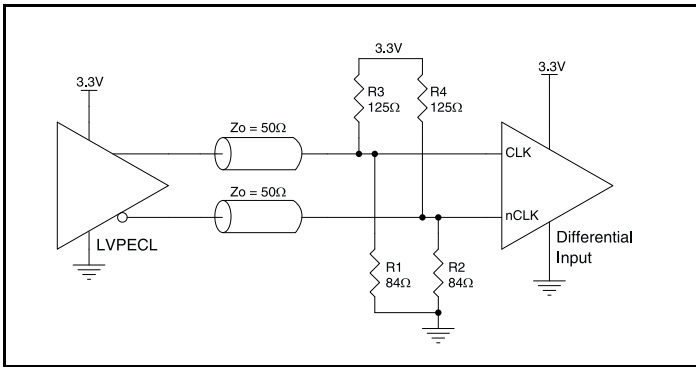 3.3V
3.3V
3.3V
R3
125Ω
R4
125Ω
Zo = 50Ω
CLK
Zo = 50Ω
nCLK
LVPECL
Differential
Input
R1
84Ω
R2
84Ω